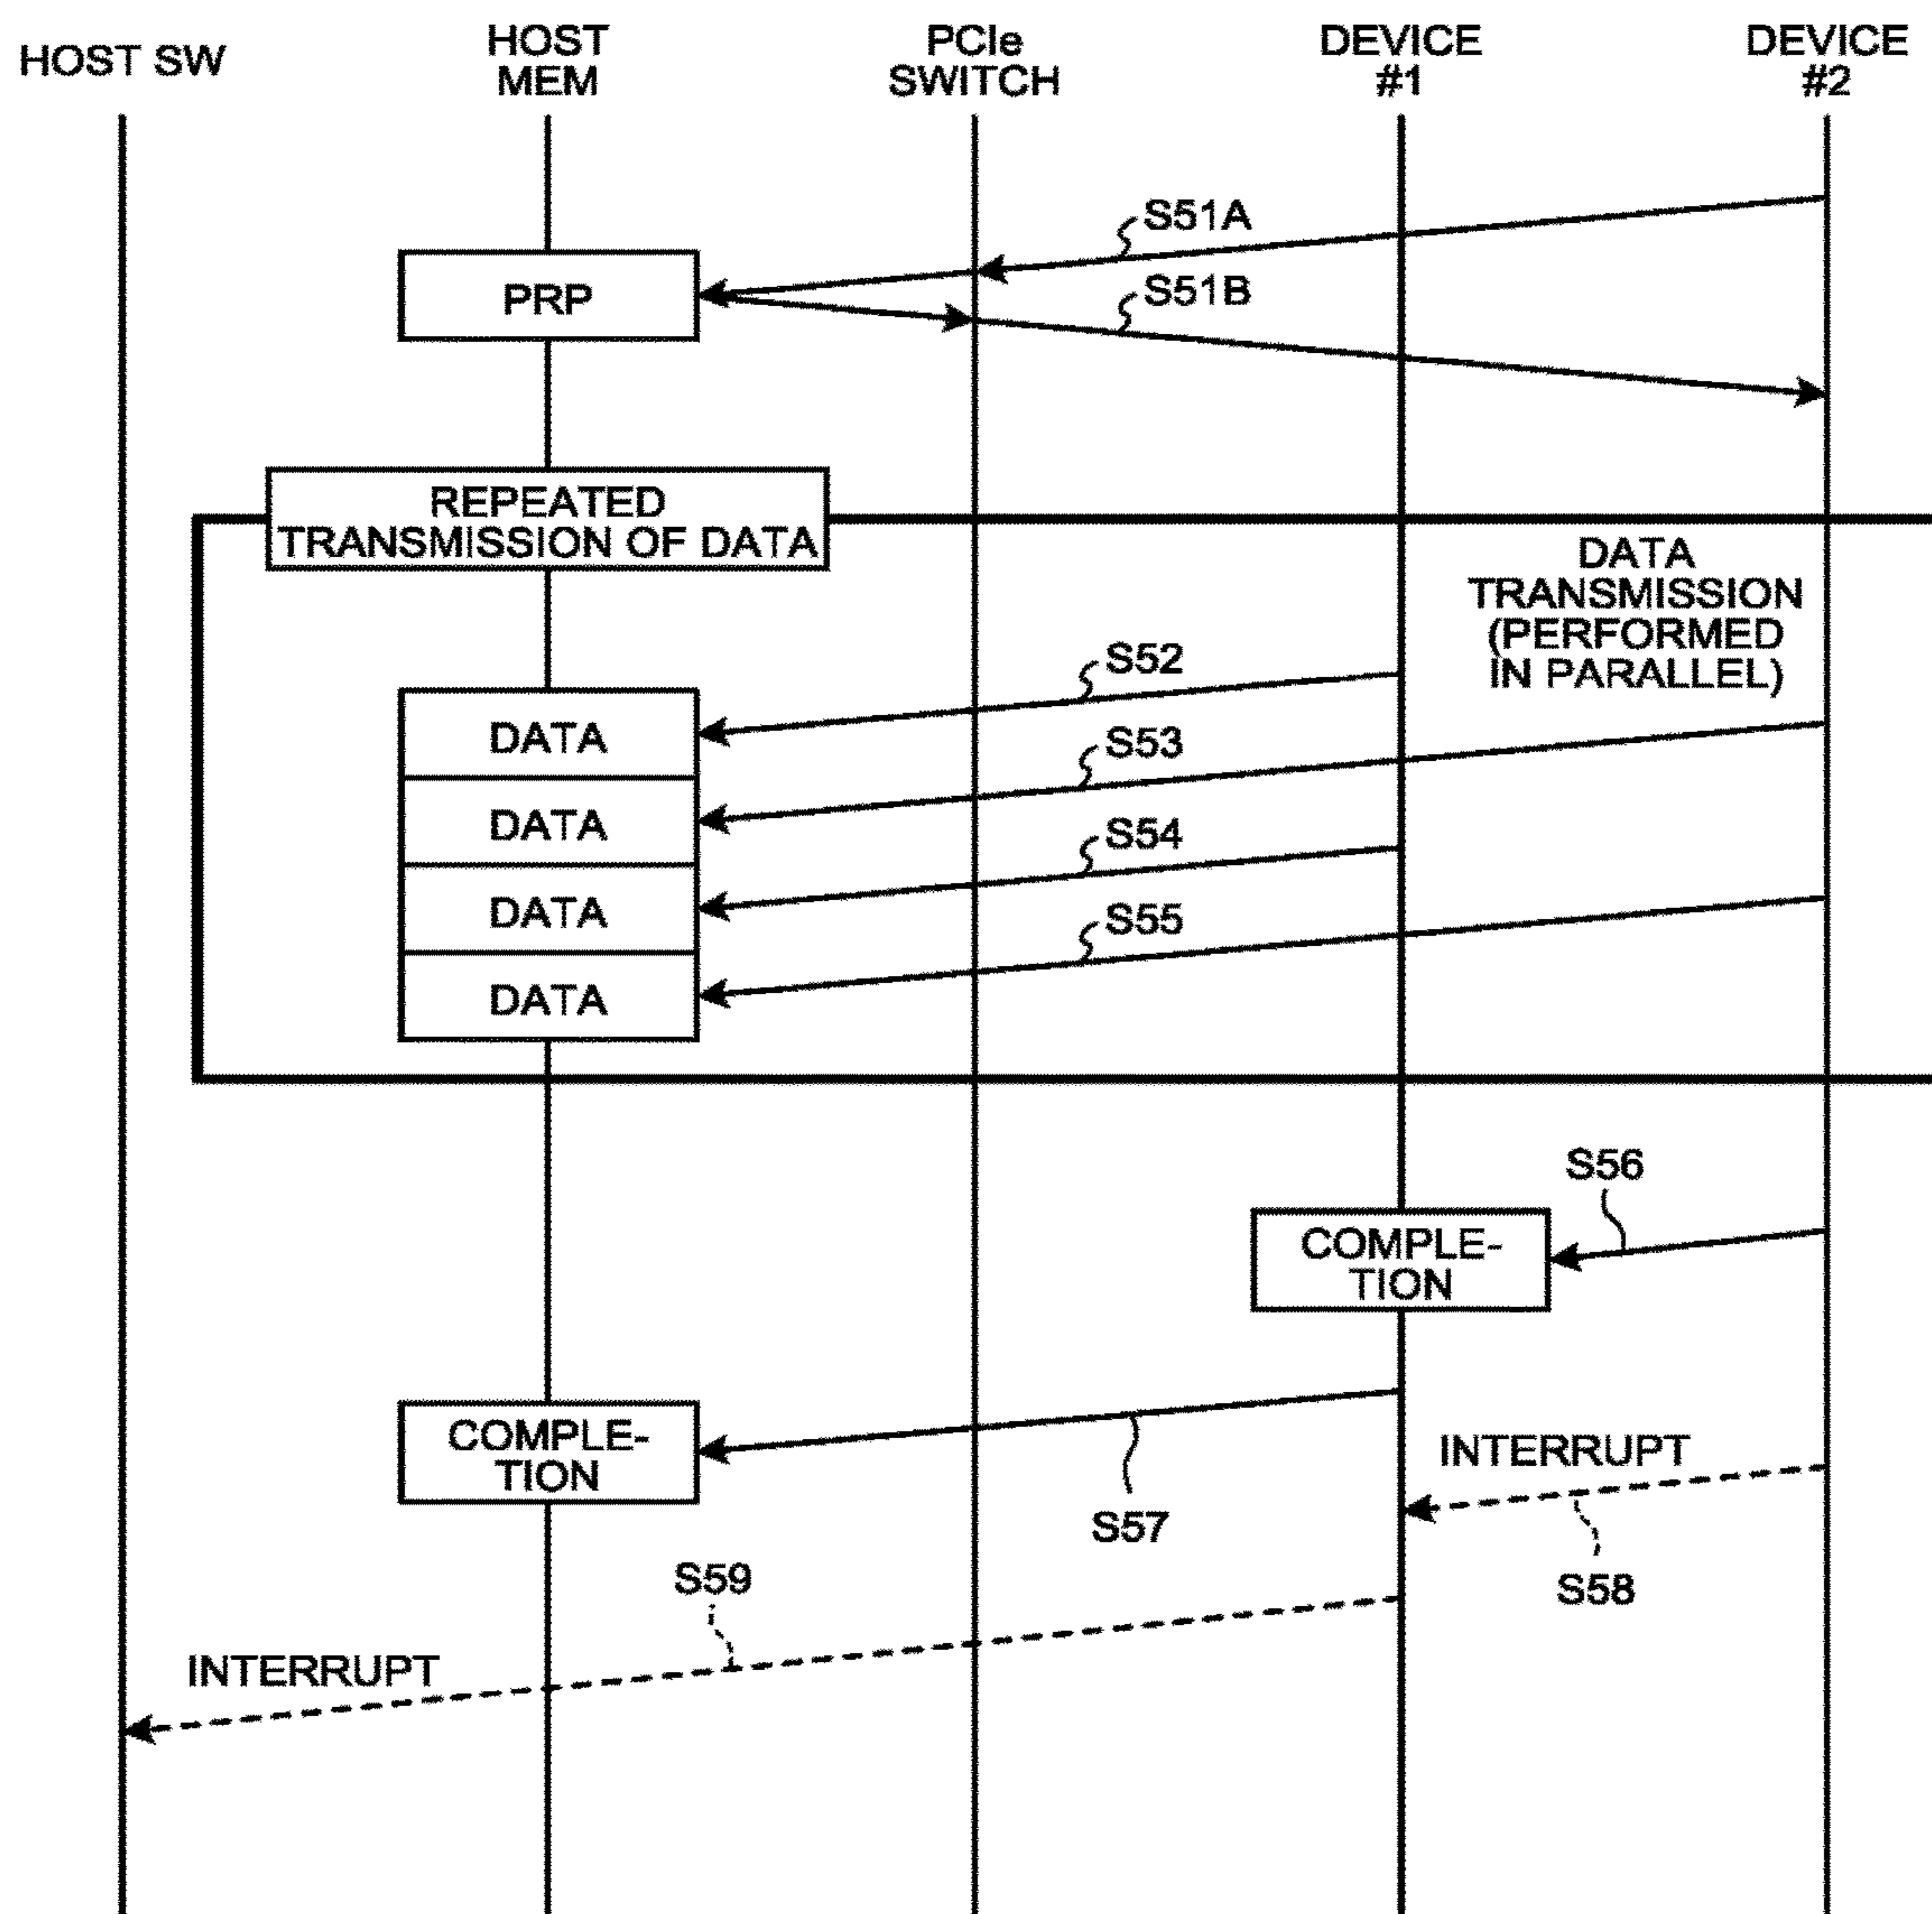 HOST SW
HOST
MEM
PCIe
SWITCH
DEVICE
#1
DEVICE
#2
S51A
PRP
S51B
REPEATED
TRANSMISSION OF DATA
DATA
TRANSMISSION
(PERFORMED
IN PARALLEL)
S52
DATA
S53
DATA
S54
DATA
S55
DATA
S56
COMPLE-
TION
COMPLE-
TION
INTERRUPT
S57
S58
S59
INTERRUPT